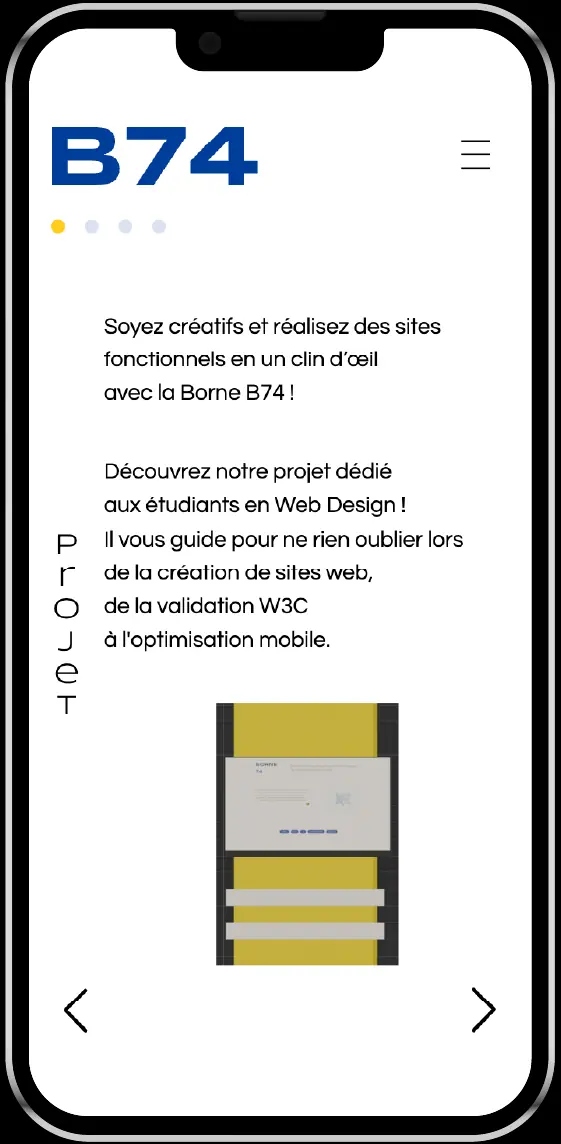 B74
Soyez créatifs et réalisez des sites
fonctionnels en un clin d’œil
avec la Borne B74 !
Découvrez notre projet dédié
aux étudiants en Web Design !
Il vous guide pour ne rien oublier lors
de la création de sites web,
de la validation W3C
à l'optimisation mobile.
ProJeT
BORNE